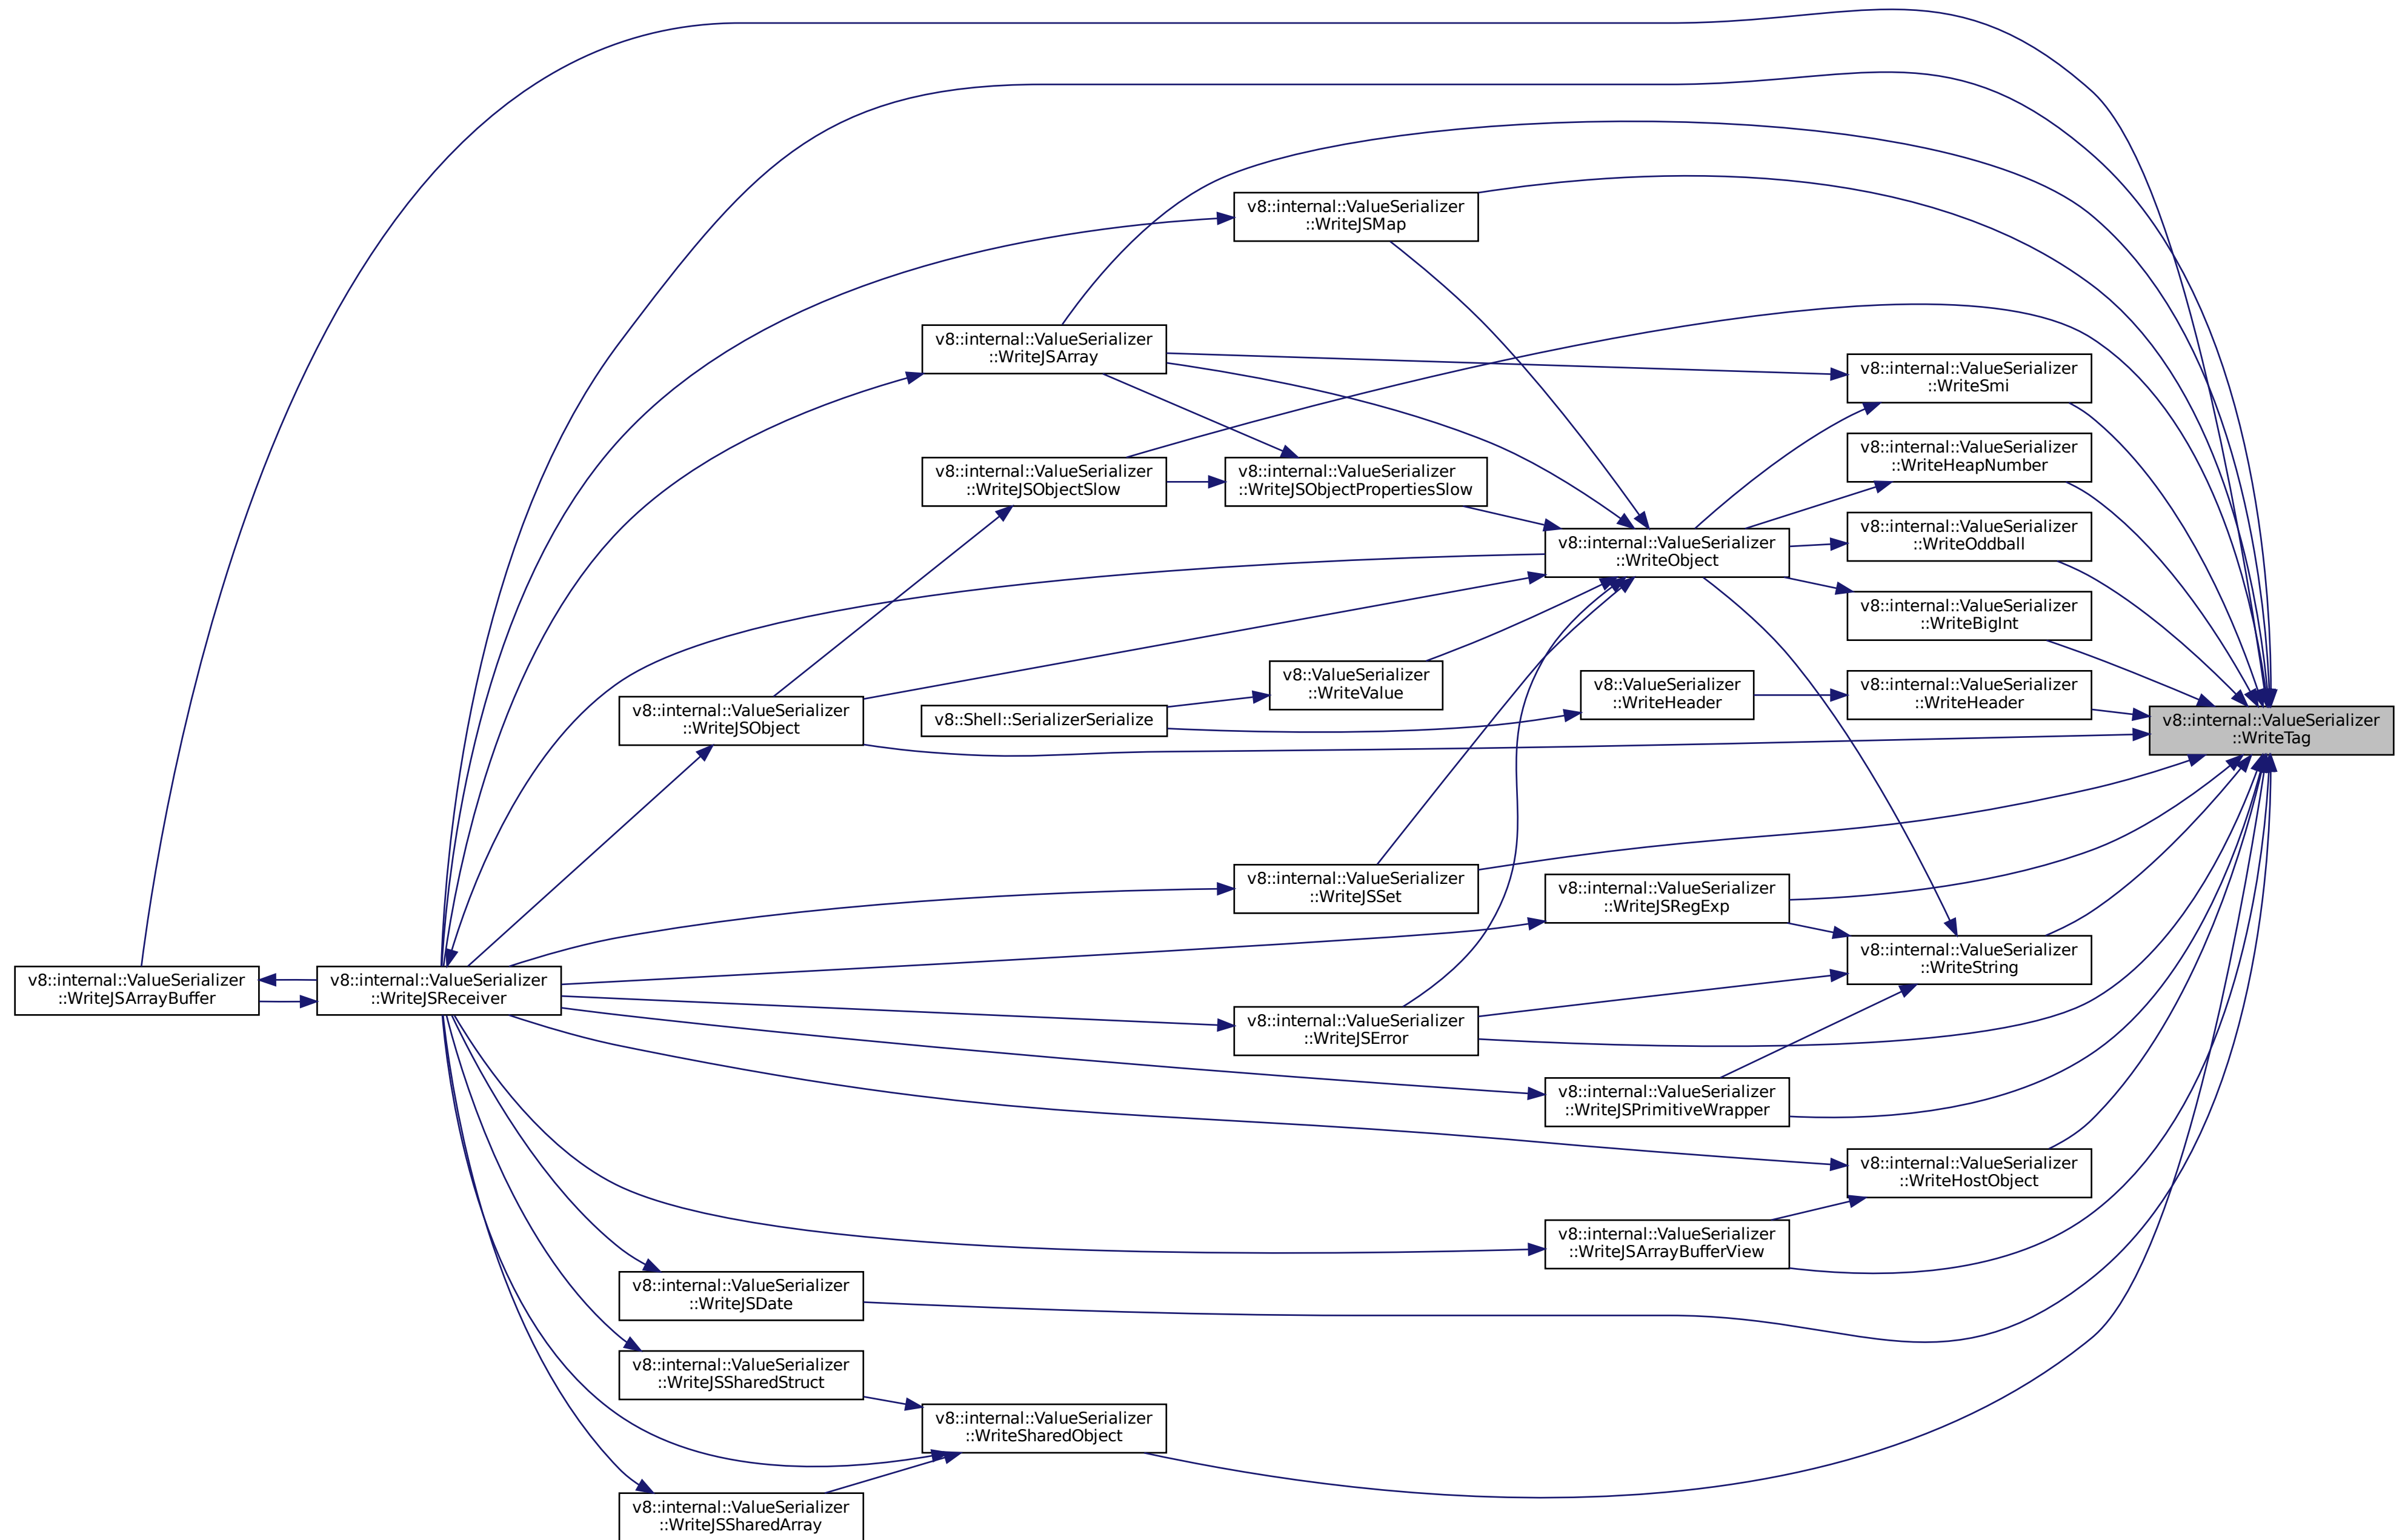 v8::internal::ValueSerializer
::WriteJSMap
v8::internal::ValueSerializer
::WriteJSArray
v8::internal::ValueSerializer
::WriteSmi
v8::internal::ValueSerializer
::WriteHeapNumber
v8::internal::ValueSerializer
::WriteJSObjectSlow
v8::internal::ValueSerializer
::WriteJSObjectPropertiesSlow
v8::internal::ValueSerializer
::WriteOddball
v8::internal::ValueSerializer
::WriteObject
v8::internal::ValueSerializer
::WriteBigInt
v8::ValueSerializer
::WriteValue
v8::ValueSerializer
::WriteHeader
v8::internal::ValueSerializer
::WriteHeader
v8::internal::ValueSerializer
::WriteJSObject
v8::Shell::SerializerSerialize
v8::internal::ValueSerializer
::WriteTag
v8::internal::ValueSerializer
::WriteJSSet
v8::internal::ValueSerializer
::WriteJSRegExp
v8::internal::ValueSerializer
::WriteString
v8::internal::ValueSerializer
::WriteJSArrayBuffer
v8::internal::ValueSerializer
::WriteJSReceiver
v8::internal::ValueSerializer
::WriteJSError
v8::internal::ValueSerializer
::WriteJSPrimitiveWrapper
v8::internal::ValueSerializer
::WriteHostObject
v8::internal::ValueSerializer
::WriteJSArrayBufferView
v8::internal::ValueSerializer
::WriteJSDate
v8::internal::ValueSerializer
::WriteJSSharedStruct
v8::internal::ValueSerializer
::WriteSharedObject
v8::internal::ValueSerializer
::WriteJSSharedArray